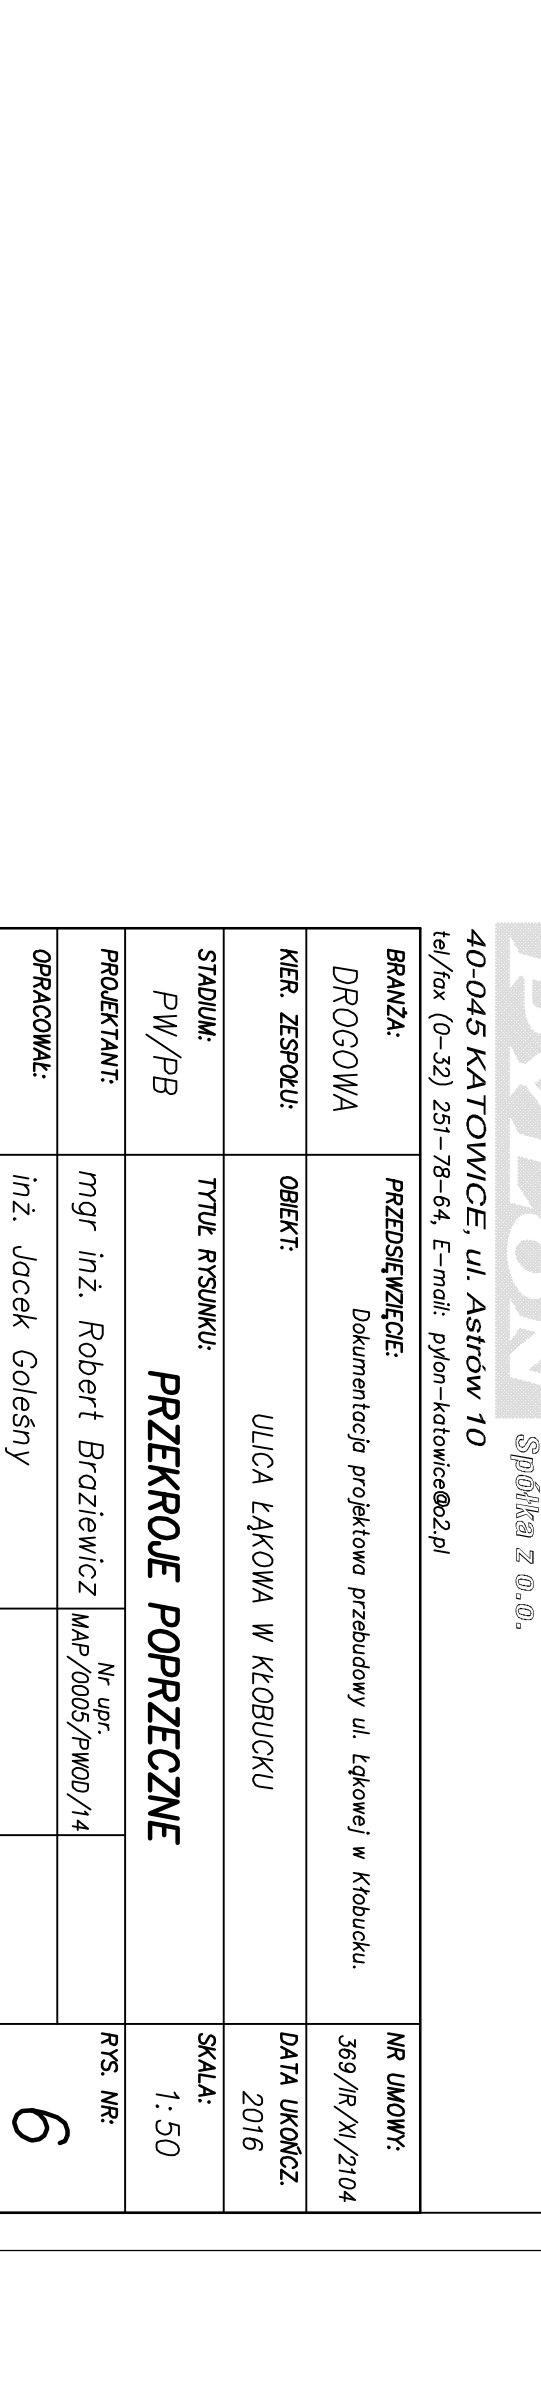 PYLON Spółka z o.o.
40-045 KATOWICE, ul. Astrów 10
tel/fax (0-32) 251-78-64, E-mail: pylon-katowice@o2.pl
BRANŻA:
DROGOWA
PRZEDSIĘWZIĘCIE:
Dokumentacja projektowa przebudowy ul. Łąkowej w Kłobucku.
NR UMOWY:
369/IR/XI/2104
KIER. ZESPOŁU:
OBIEKT:
ULICA ŁĄKOWA W KŁOBUCKU
DATA UKOŃCZ.
2016
STADIUM:
PW/PB
TYTUŁ RYSUNKU:
PRZEKROJE POPRZECZNE
SKALA:
1:50
PROJEKTANT:
mgr inż. Robert Braziewicz
Nr upr.
MAP/0005/PWOD/14
RYS. NR:
6
OPRACOWAŁ:
inż. Jacek Goleśny